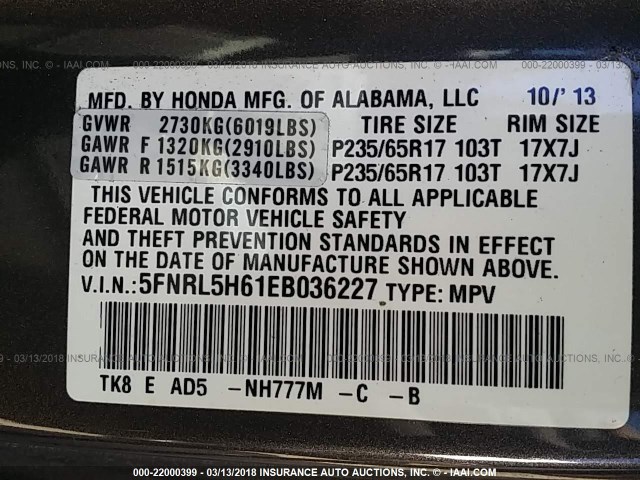 MFD. BY HONDA MFG. OF ALABAMA, LLC 10/' 13
GVWR 2730KG(6019LBS) TIRE SIZE RIM SIZE
GAWR F 1320KG(2910LBS) P235/65R17 103T 17X7J
GAWR R 1515KG(3340LBS) P235/65R17 103T 17X7J
THIS VEHICLE CONFORMS TO ALL APPLICABLE
FEDERAL MOTOR VEHICLE SAFETY
AND THEFT PREVENTION STANDARDS IN EFFECT
ON THE DATE OF MANUFACTURE SHOWN ABOVE.
V.I.N.:5FNRL5H61EB036227 TYPE: MPV
TK8 E AD5 -NH777M -C -B
000-22000399 - 03/13/2018 INSURANCE AUTO AUCTIONS, INC. - © IAAI.COM